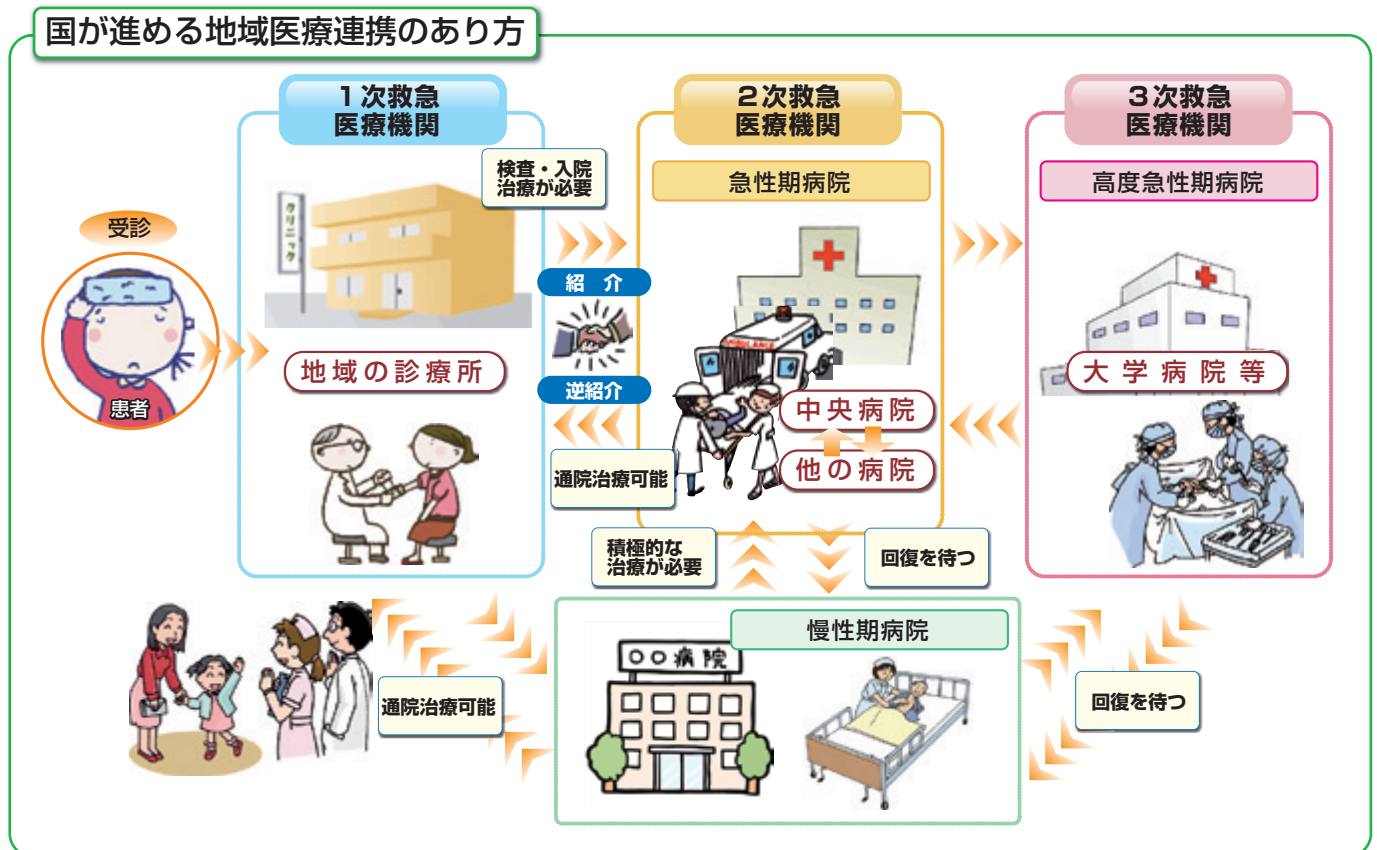 国が進める地域医療連携のあり方
1次救急
医療機関
2次救急
医療機関
3次救急
医療機関
検査・入院
治療が必要
急性期病院
高度急性期病院
受診
クリニック
紹 介
患者
地域の診療所
逆紹介
AMBULANCE
中央病院
他の病院
大学病院等
通院治療可能
積極的な
治療が必要
回復を待つ
慢性期病院
〇〇病院
通院治療可能
回復を待つ